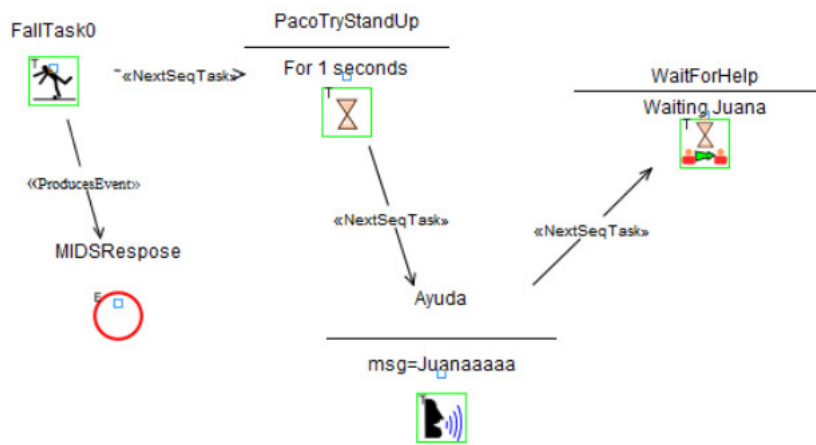 FallTask0
T
«NextSeqTask»
«ProducesEvent»
MIDSRespose
E
PacoTryStandUp
For 1 seconds
T
«NextSeqTask»
Ayuda
msg=Juanaaaaa
T
«NextSeqTask»
WaitForHelp
Waiting Juana
T